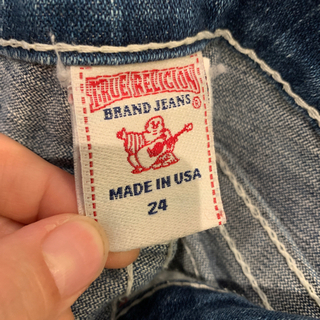 TRUE RELIGION
BRAND JEANS®
MADE IN USA
24